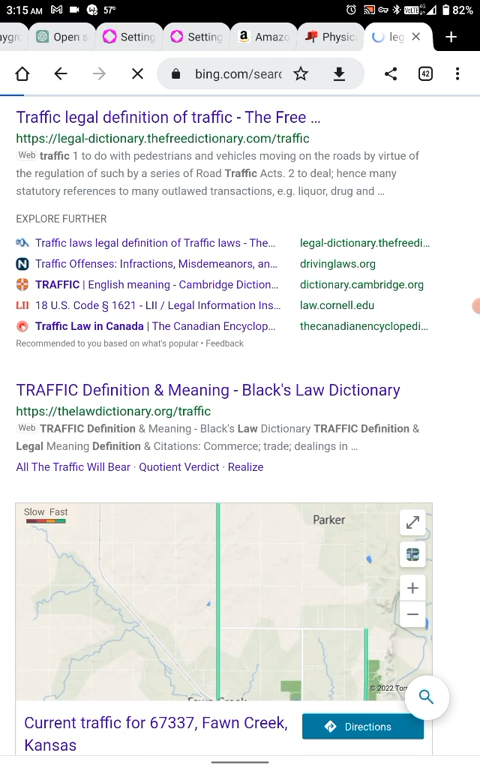 3:15 AM 57° 82%
aygr Open s Setting Setting Amazo Physic leg
bing.com/searc 42
Traffic legal definition of traffic - The Free ...
https://legal-dictionary.thefreedictionary.com/traffic
Web traffic 1 to do with pedestrians and vehicles moving on the roads by virtue of
the regulation of such by a series of Road Traffic Acts. 2 to deal; hence many
statutory references to many outlawed transactions, e.g. liquor, drug and ...
EXPLORE FURTHER
Traffic laws legal definition of Traffic laws - The... legal-dictionary.thefreedi...
Traffic Offenses: Infractions, Misdemeanors, an... drivinglaws.org
TRAFFIC | English meaning - Cambridge Diction... dictionary.cambridge.org
LII 18 U.S. Code § 1621 - LII / Legal Information Ins... law.cornell.edu
Traffic Law in Canada | The Canadian Encyclop... thecanadianencyclopedi...
Recommended to you based on what's popular • Feedback
TRAFFIC Definition & Meaning - Black's Law Dictionary
https://thelawdictionary.org/traffic
Web TRAFFIC Definition & Meaning - Black's Law Dictionary TRAFFIC Definition &
Legal Meaning Definition & Citations: Commerce; trade; dealings in ...
All The Traffic Will Bear · Quotient Verdict · Realize
Slow Fast
Parker
© 2022 Tom
Fawn Creek
Current traffic for 67337, Fawn Creek,
Kansas
Directions